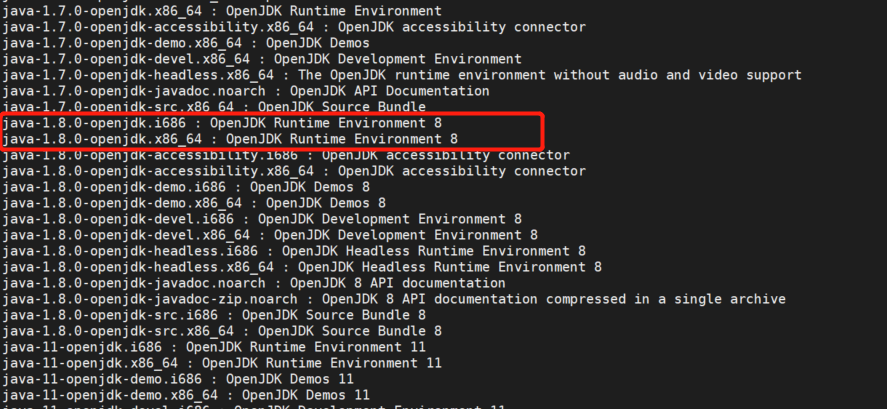 java-1.7.0-openjdk.x86_64 : OpenJDK Runtime Environment
java-1.7.0-openjdk-accessibility.x86_64 : OpenJDK accessibility connector
java-1.7.0-openjdk-demo.x86_64 : OpenJDK Demos
java-1.7.0-openjdk-devel.x86_64 : OpenJDK Development Environment
java-1.7.0-openjdk-headless.x86_64 : The OpenJDK runtime environment without audio and video support
java-1.7.0-openjdk-javadoc.noarch : OpenJDK API Documentation
java-1.7.0-openjdk-src.x86_64 : OpenJDK Source Bundle
java-1.8.0-openjdk.i686 : OpenJDK Runtime Environment 8
java-1.8.0-openjdk.x86_64 : OpenJDK Runtime Environment 8
java-1.8.0-openjdk-accessibility.i686 : OpenJDK accessibility connector
java-1.8.0-openjdk-accessibility.x86_64 : OpenJDK accessibility connector
java-1.8.0-openjdk-demo.i686 : OpenJDK Demos 8
java-1.8.0-openjdk-demo.x86_64 : OpenJDK Demos 8
java-1.8.0-openjdk-devel.i686 : OpenJDK Development Environment 8
java-1.8.0-openjdk-devel.x86_64 : OpenJDK Development Environment 8
java-1.8.0-openjdk-headless.i686 : OpenJDK Headless Runtime Environment 8
java-1.8.0-openjdk-headless.x86_64 : OpenJDK Headless Runtime Environment 8
java-1.8.0-openjdk-javadoc.noarch : OpenJDK 8 API documentation
java-1.8.0-openjdk-javadoc-zip.noarch : OpenJDK 8 API documentation compressed in a single archive
java-1.8.0-openjdk-src.i686 : OpenJDK Source Bundle 8
java-1.8.0-openjdk-src.x86_64 : OpenJDK Source Bundle 8
java-11-openjdk.i686 : OpenJDK Runtime Environment 11
java-11-openjdk.x86_64 : OpenJDK Runtime Environment 11
java-11-openjdk-demo.i686 : OpenJDK Demos 11
java-11-openjdk-demo.x86_64 : OpenJDK Demos 11
java-11-openjdk-devel.i686 : OpenJDK Development Environment 11